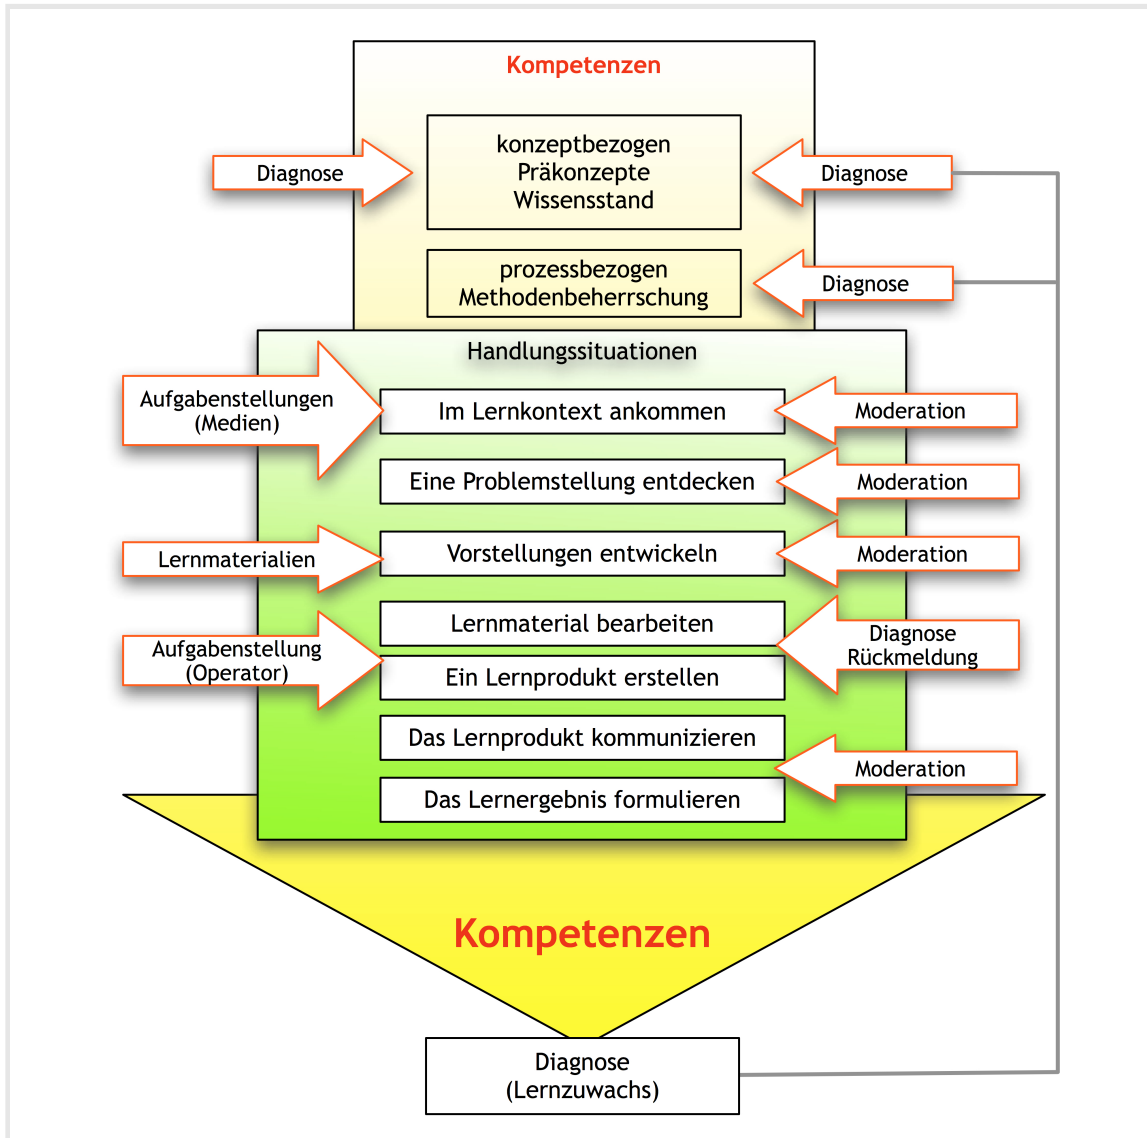 Kompetenzen
konzeptbezogen
Präkonzepte
Wissensstand
Diagnose
Diagnose
prozessbezogen
Methodenbeherrschung
Diagnose
Handlungssituationen
Aufgabenstellungen
(Medien)
Im Lernkontext ankommen
Moderation
Eine Problemstellung entdecken
Moderation
Lernmaterialien
Vorstellungen entwickeln
Moderation
Lernmaterial bearbeiten
Aufgabenstellung
(Operator)
Diagnose
Rückmeldung
Ein Lernprodukt erstellen
Das Lernprodukt kommunizieren
Moderation
Das Lernergebnis formulieren
Kompetenzen
Diagnose
(Lernzuwachs)